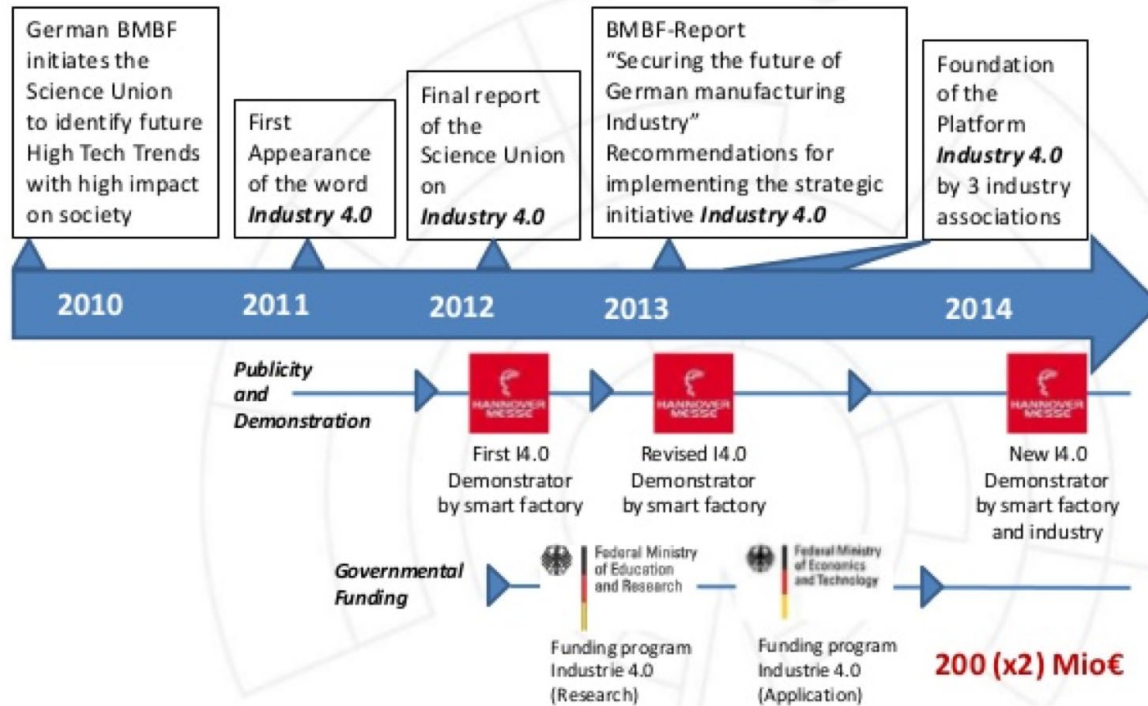 German BMBF
initiates the
Science Union
to identify future
High Tech Trends
with high impact
on society
First
Appearance
of the word
Industry 4.0
Final report
of the
Science Union
on
Industry 4.0
BMBF-Report
“Securing the future of
German manufacturing
Industry”
Recommendations for
implementing the strategic
initiative Industry 4.0
Foundation
of the
Platform
Industry 4.0
by 3 industry
associations
2010
2011
2012
2013
2014
Publicity
and
Demonstration
HANNOVER
MESSE
First I4.0
Demonstrator
by smart factory
HANNOVER
MESSE
Revised I4.0
Demonstrator
by smart factory
HANNOVER
MESSE
New I4.0
Demonstrator
by smart factory
and industry
Governmental
Funding
Federal Ministry
of Education
and Research
Funding program
Industrie 4.0
(Research)
Federal Ministry
of Economics
and Technology
Funding program
Industrie 4.0
(Application)
200 (x2) Mio€